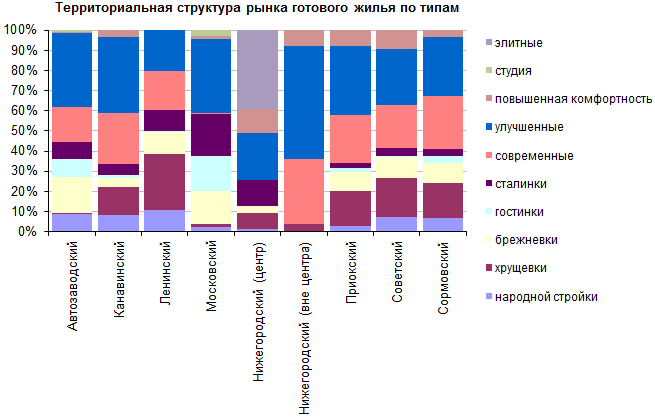 Территориальная структура рынка готового жилья по типам
100%
90%
80%
70%
60%
50%
40%
30%
20%
10%
0%
Автозаводский
Канавинский
Ленинский
Московский
Нижегородский (центр)
Нижегородский (вне центра)
Приокский
Советский
Сормовский
элитные
студия
повышенная комфортность
улучшенные
современные
сталинки
гостинки
брежневки
хрущевки
народной стройки